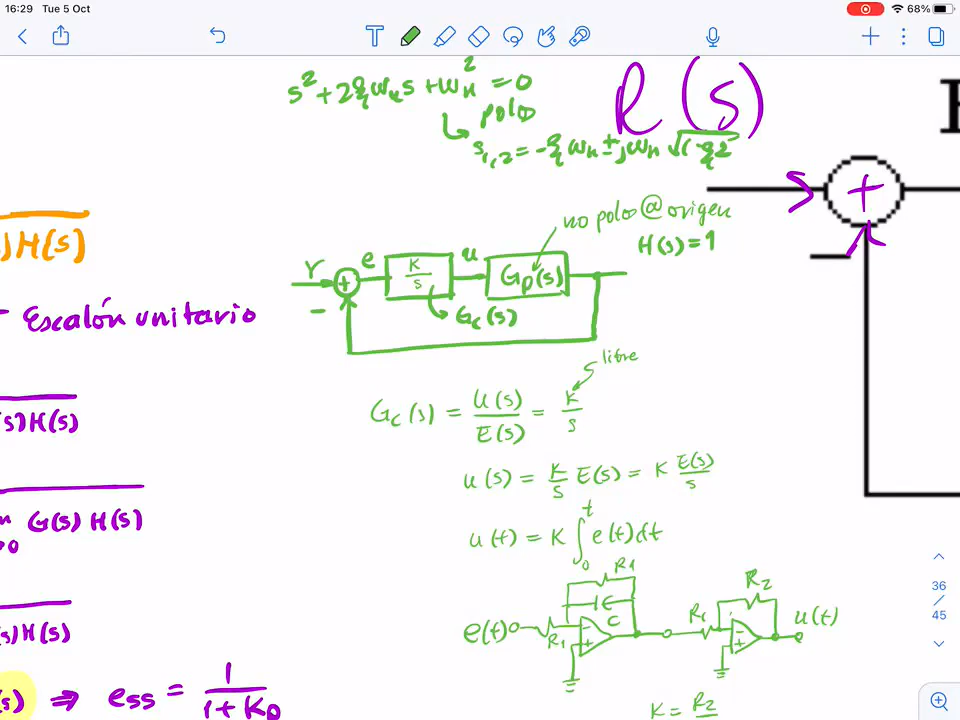 16:29 Tue 5 Oct
68%
s² + 2ξωₙs + ωₙ² = 0
polo
s₁,₂ = -ξωₙ ± jωₙ √(1-ξ²
R(s)
s
+
)H(s)
no polo @ origen
H(s) = 1
r
+
-
e
K/s
u
Gp(s)
Gc(s)
Escalón unitario
libre
Gc(s) = U(s)/E(s) = K/s
s)H(s)
u(s) = K/s E(s) = K E(s)/s
G(s) H(s)
u(t) = K ∫₀ᵗ e(t)dt
R1
R2
e(t)
R1
C
R1
u(t)
- +
- +
s)H(s)
36
/
45
(s) ⇒ ess = 1/(1 + Kp
K = R2